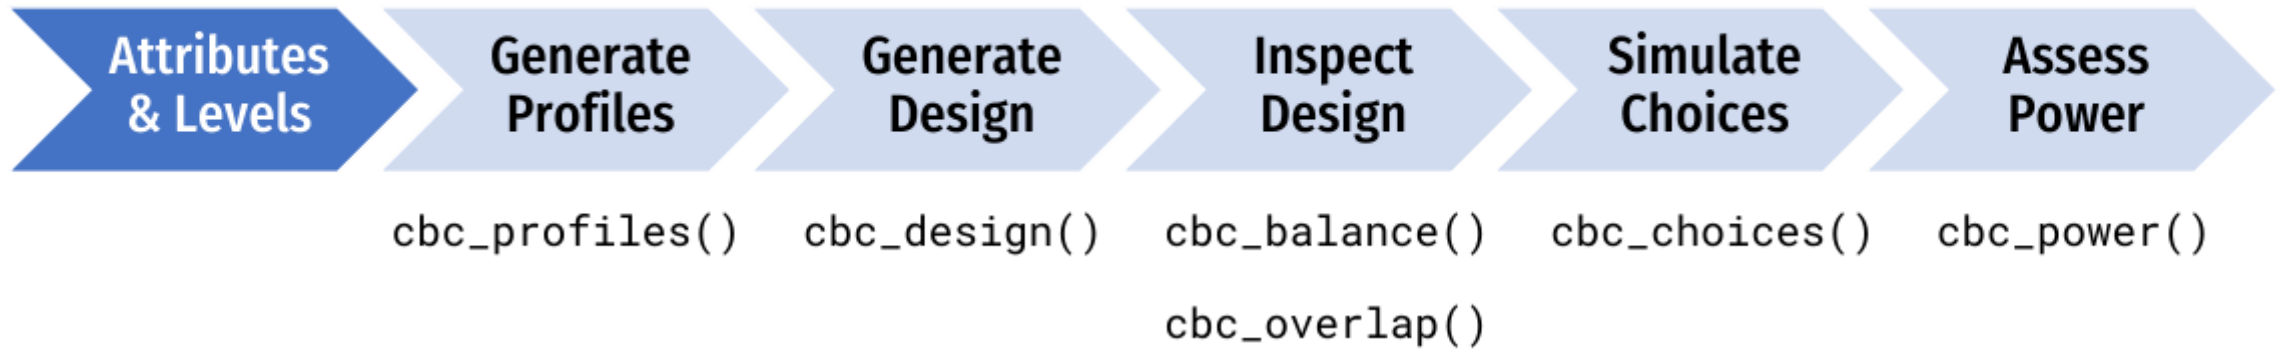 Attributes
& Levels
Generate
Profiles
Generate
Design
Inspect
Design
Simulate
Choices
Assess
Power
cbc_profiles()
cbc_design()
cbc_balance()
cbc_choices()
cbc_power()
cbc_overlap()